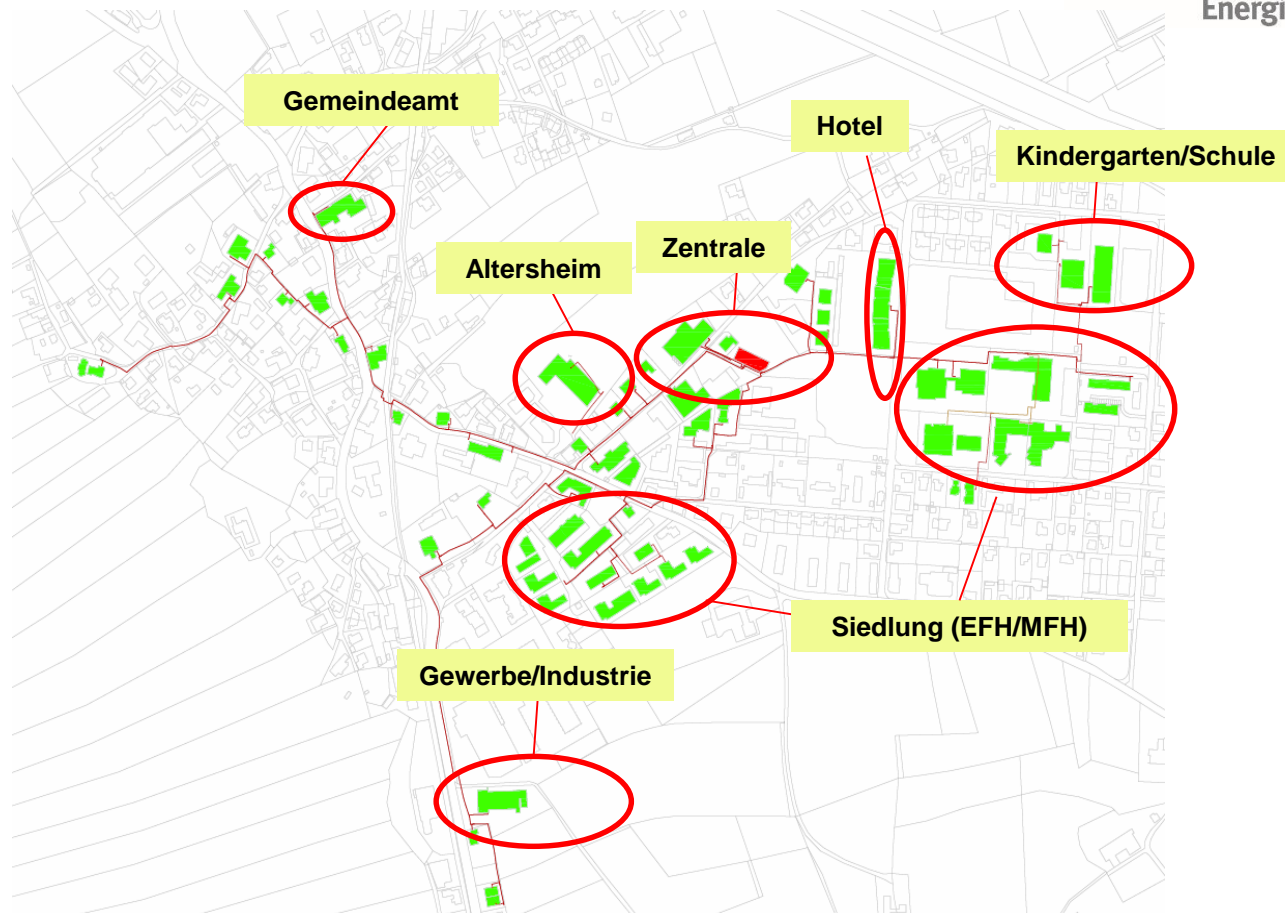 Energi
Gemeindeamt
Hotel
Kindergarten/Schule
Zentrale
Altersheim
Siedlung (EFH/MFH)
Gewerbe/Industrie